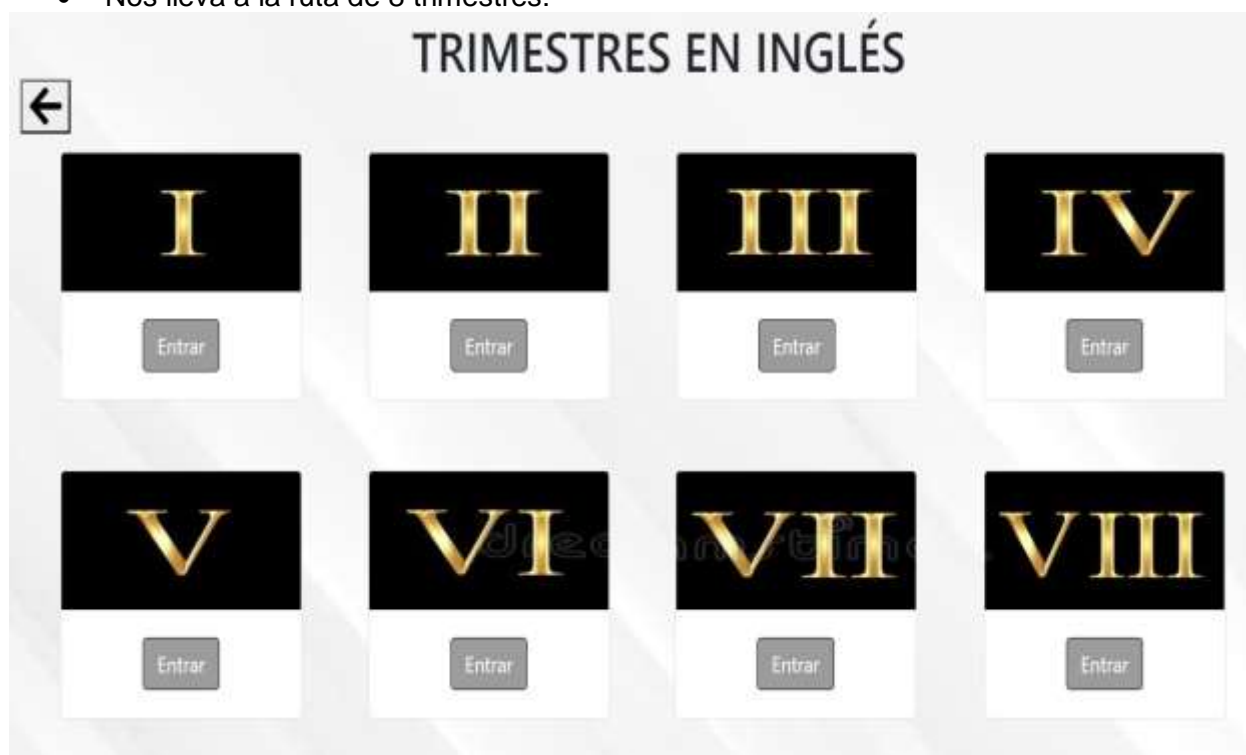 Nos lleva a la ruta de 8 trimestres.
TRIMESTRES EN INGLÉS
I II III IV
Entrar Entrar Entrar Entrar
V VI VII VIII
dreamstime
Entrar Entrar Entrar Entrar